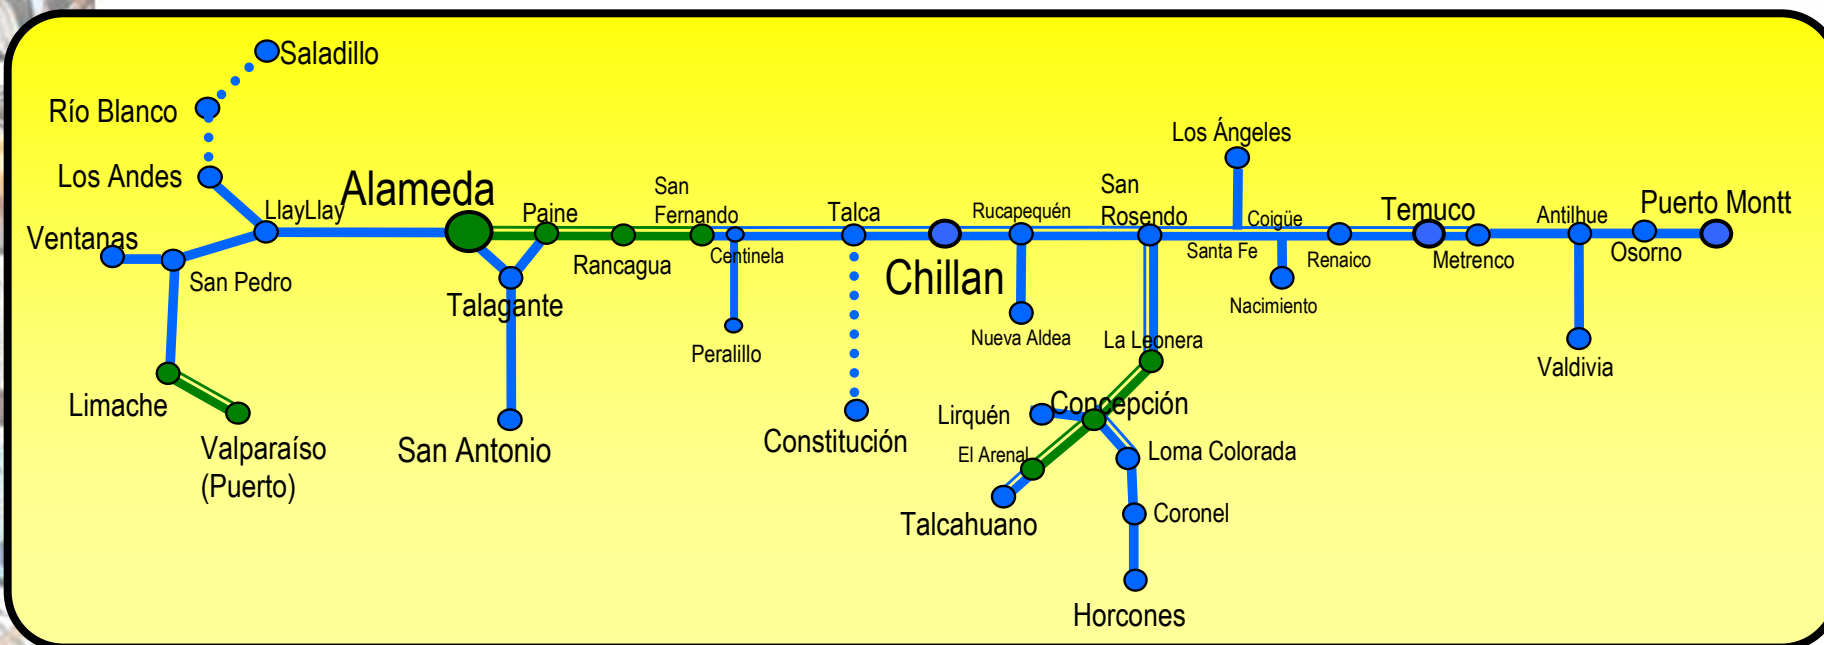 Saladillo
Río Blanco
Los Andes
LlayLlay
Ventanas
San Pedro
Limache
Valparaíso
(Puerto)
Alameda
Paine
Talagante
San Antonio
Rancagua
San
Fernando
Centinela
Peralillo
Talca
Constitución
Chillan
Rucapequén
Nueva Aldea
San
Rosendo
La Leonera
Concepción
Lirquén
El Arenal
Talcahuano
Loma Colorada
Coronel
Horcones
Los Ángeles
Santa Fe
Coigüe
Nacimiento
Renaico
Temuco
Metrenco
Antilhue
Valdivia
Osorno
Puerto Montt